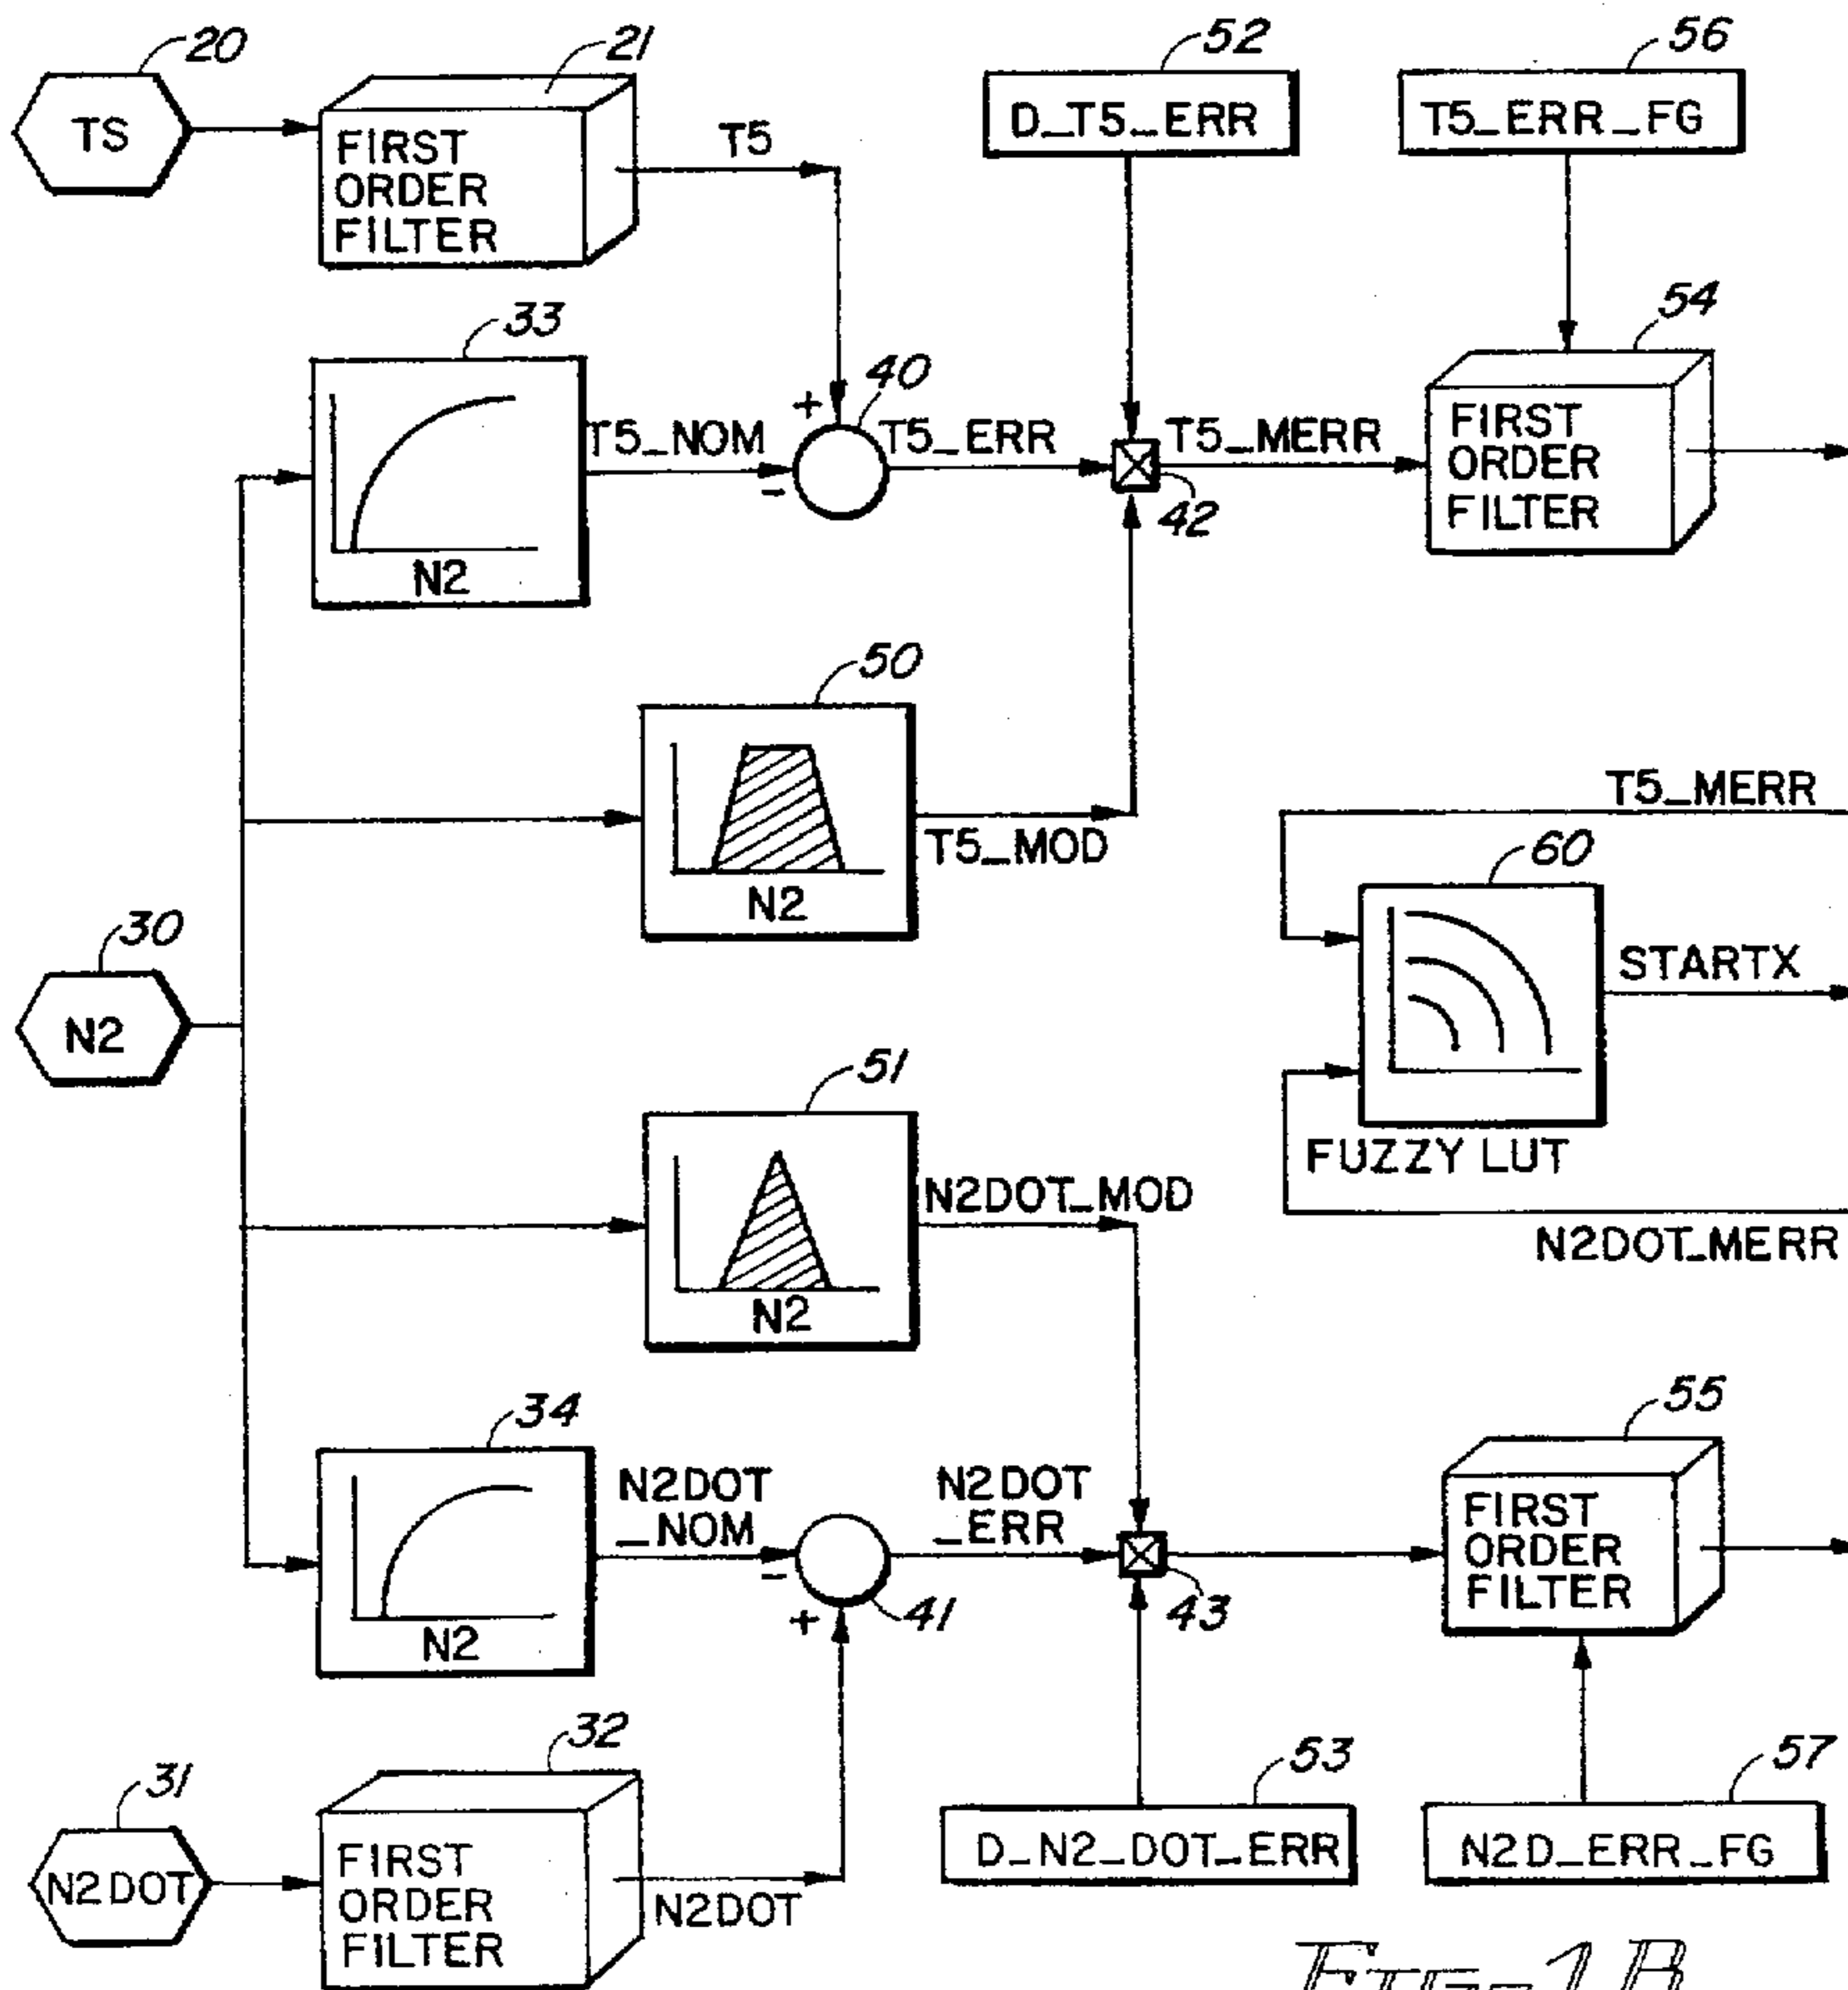 20
21
52
56
TS
FIRST
ORDER
FILTER
T5
D_T5_ERR
T5_ERR_FG
33
40
54
N2
T5_NOM
+
-
T5_ERR
T5_MERR
42
FIRST
ORDER
FILTER
50
N2
T5_MOD
T5_MERR
60
STARTX
FUZZY LUT
N2DOT_MERR
30
N2
51
N2
N2DOT_MOD
34
N2
N2DOT
_NOM
-
+
41
N2DOT
_ERR
43
55
FIRST
ORDER
FILTER
31
N2DOT
32
FIRST
ORDER
FILTER
N2DOT
53
D_N2_DOT_ERR
57
N2D_ERR_FG
FIG-1B